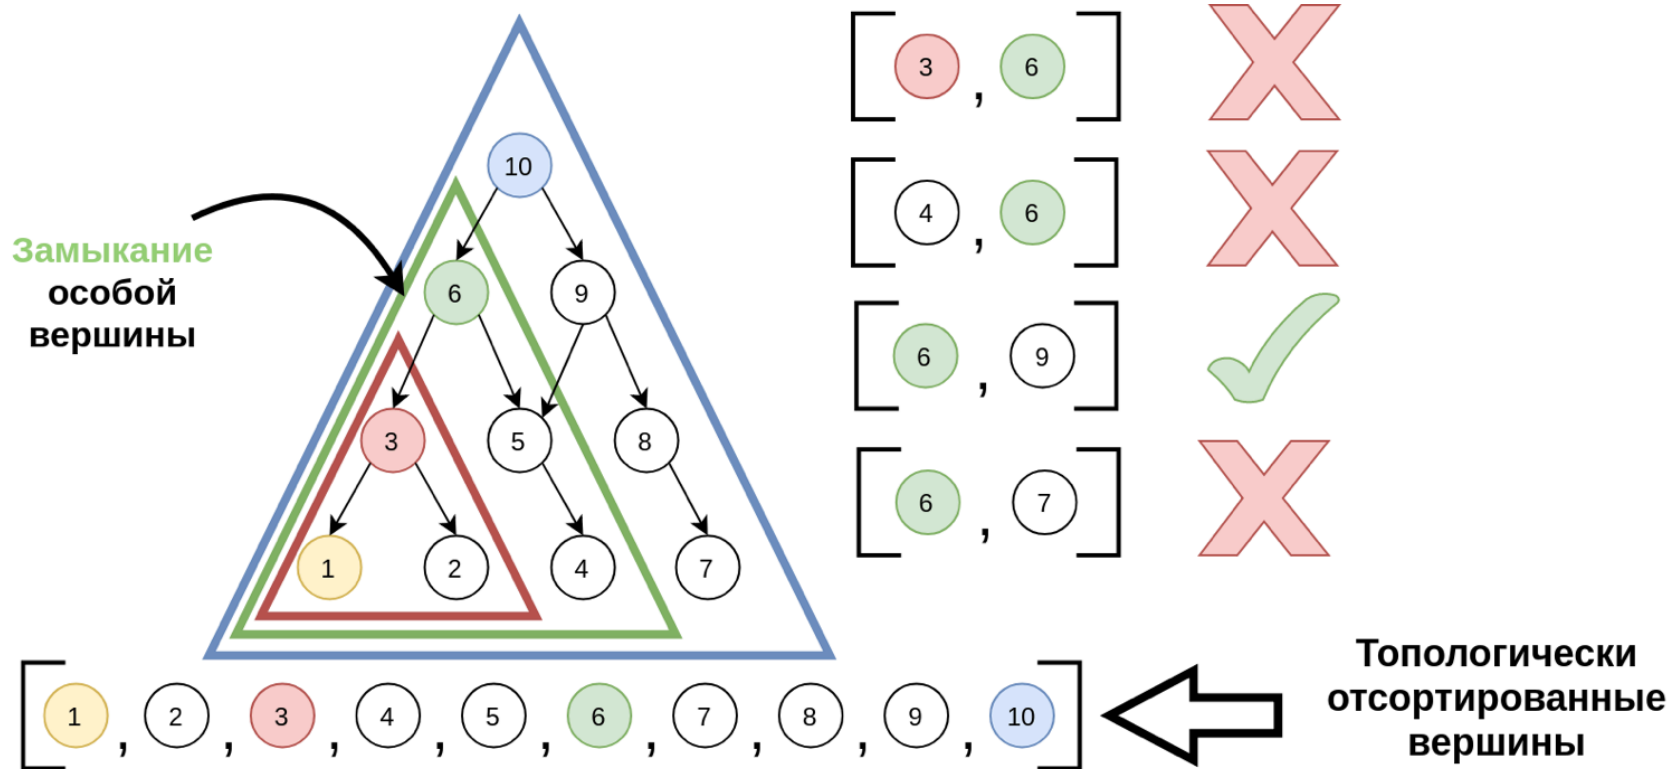 10
6
9
3
5
8
1
2
4
7
Замыкание
особой
вершины
[ 3 , 6 ]
[ 4 , 6 ]
[ 6 , 9 ]
[ 6 , 7 ]
[ 1 , 2 , 3 , 4 , 5 , 6 , 7 , 8 , 9 , 10 ]
Топологически
отсортированные
вершины